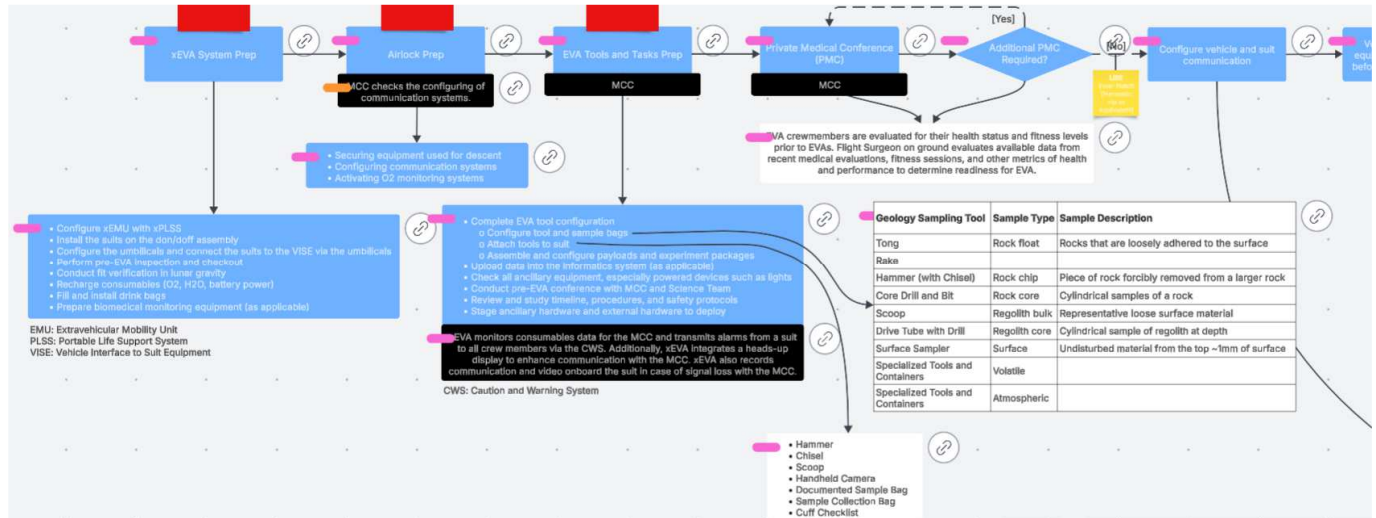 [Yes]
xEVA System Prep
Airlock Prep
EVA Tools and Tasks Prep
Private Medical Conference
(PMC)
Additional PMC
Required?
[No]
Configure vehicle and suit
communication
MCC checks the configuring of
communication systems.
MCC
MCC
EVA crewmembers are evaluated for their health status and fitness levels
prior to EVAs. Flight Surgeon on ground evaluates available data from
recent medical evaluations, fitness sessions, and other metrics of health
and performance to determine readiness for EVA.
• Securing equipment used for descent
• Configuring communication systems
• Activating O2 monitoring systems
• Configure xEMU with xPLSS
• Install the suits on the don/doff assembly
• Configure the umbilicals and connect the suits to the VISE via the umbilicals
• Perform pre-EVA inspection and checkout
• Conduct fit verification in lunar gravity
• Recharge consumables (O2, H2O, battery power)
• Fill and install drink bags
• Prepare biomedical monitoring equipment (as applicable)
EMU: Extravehicular Mobility Unit
PLSS: Portable Life Support System
VISE: Vehicle Interface to Suit Equipment
• Complete EVA tool configuration
o Configure tool and sample bags
o Attach tools to suit
o Assemble and configure payloads and experiment packages
• Upload data into the informatics system (as applicable)
• Check all ancillary equipment, especially powered devices such as lights
• Conduct pre-EVA conference with MCC and Science Team
• Review and study timeline, procedures, and safety protocols
• Stage ancillary hardware and external hardware to deploy
EVA monitors consumables data for the MCC and transmits alarms from a suit
to all crew members via the CWS. Additionally, xEVA integrates a heads-up
display to enhance communication with the MCC. xEVA also records
communication and video onboard the suit in case of signal loss with the MCC.
CWS: Caution and Warning System
Geology Sampling Tool Sample Type Sample Description
Tong Rock float Rocks that are loosely adhered to the surface
Rake
Hammer (with Chisel) Rock chip Piece of rock forcibly removed from a larger rock
Core Drill and Bit Rock core Cylindrical samples of a rock
Scoop Regolith bulk Representative loose surface material
Drive Tube with Drill Regolith core Cylindrical sample of regolith at depth
Surface Sampler Surface Undisturbed material from the top ~1mm of surface
Specialized Tools and
Containers Volatile
Specialized Tools and
Containers Atmospheric
• Hammer
• Chisel
• Scoop
• Handheld Camera
• Documented Sample Bag
• Sample Collection Bag
• Cuff Checklist